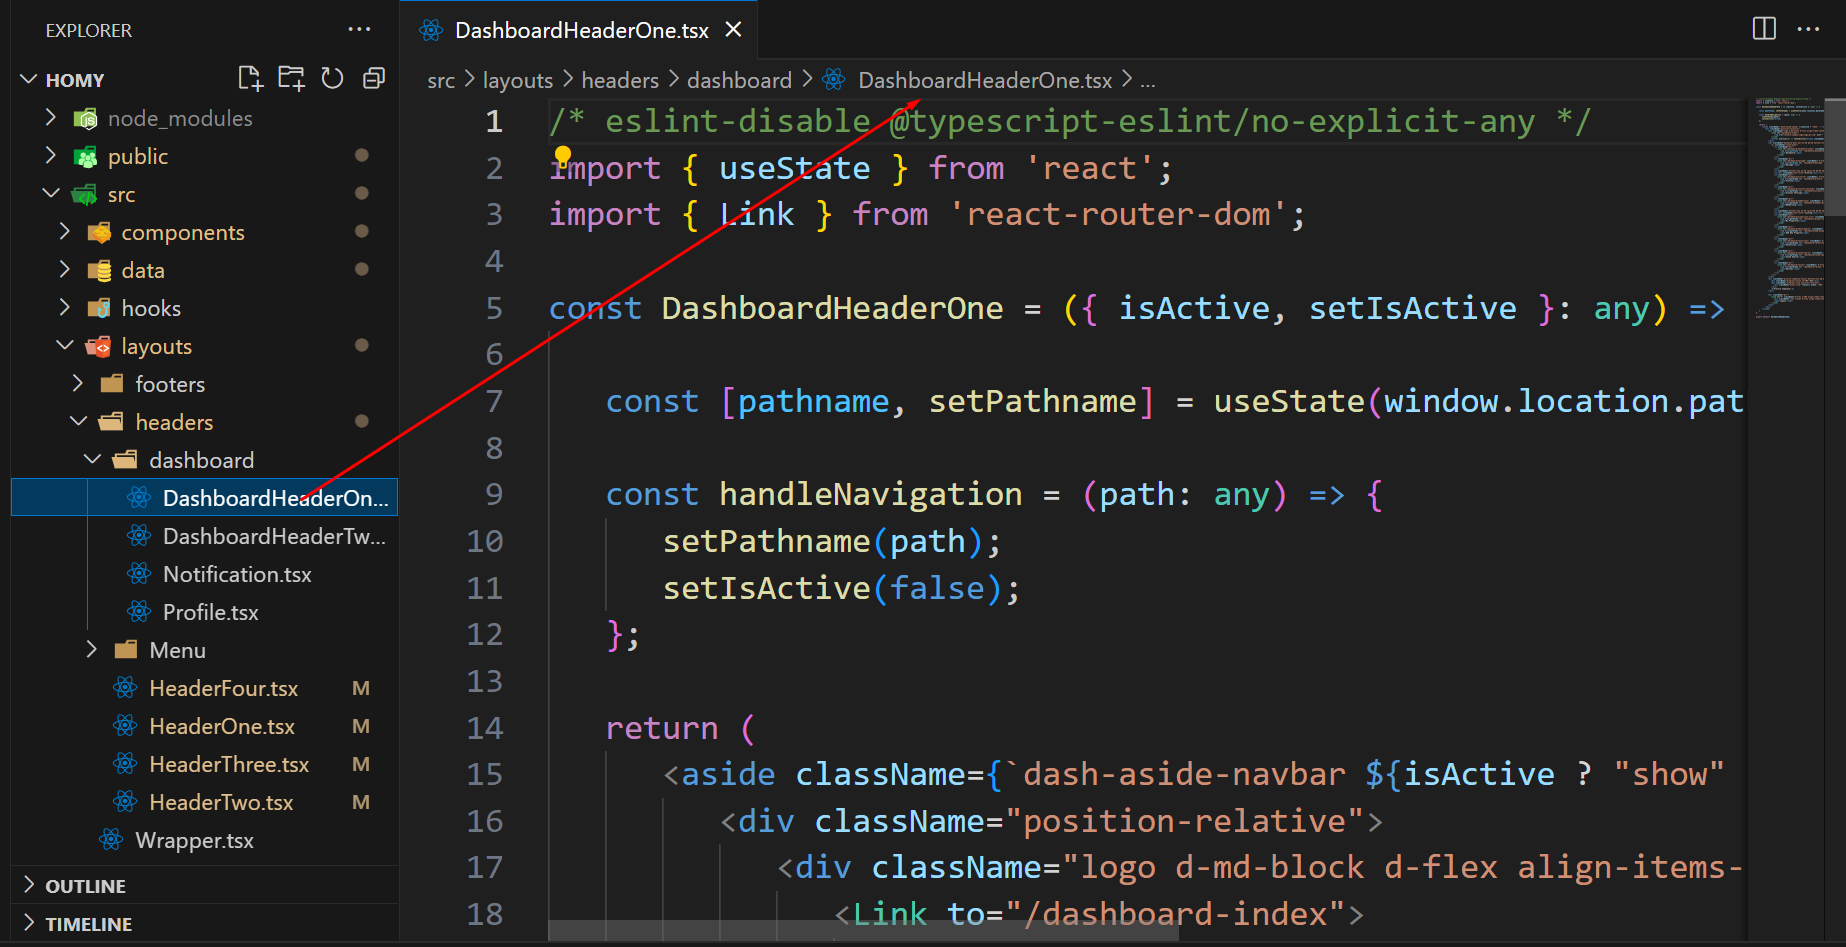 EXPLORER
HOMY
node_modules
public
src
components
data
hooks
layouts
footers
headers
dashboard
DashboardHeaderOn...
DashboardHeaderTw...
Notification.tsx
Profile.tsx
Menu
HeaderFour.tsx M
HeaderOne.tsx M
HeaderThree.tsx M
HeaderTwo.tsx M
Wrapper.tsx
OUTLINE
TIMELINE
DashboardHeaderOne.tsx
src > layouts > headers > dashboard > DashboardHeaderOne.tsx > ...
1 /* eslint-disable @typescript-eslint/no-explicit-any */
2 import { useState } from 'react';
3 import { Link } from 'react-router-dom';
4
5 const DashboardHeaderOne = ({ isActive, setIsActive }: any) =>
6
7 const [pathname, setPathname] = useState(window.location.pat
8
9 const handleNavigation = (path: any) => {
10 setPathname(path);
11 setIsActive(false);
12 };
13
14 return (
15 <aside className={`dash-aside-navbar ${isActive ? "show"
16 <div className="position-relative">
17 <div className="logo d-md-block d-flex align-items-
18 <Link to="/dashboard-index">